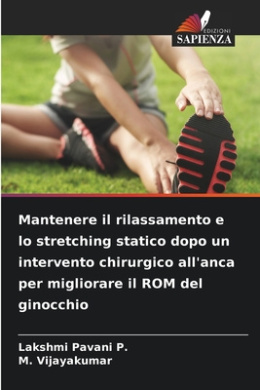 EDIZIONI
SAPIENZA
Mantenere il rilassamento e
lo stretching statico dopo un
intervento chirurgico all'anca
per migliorare il ROM del
ginocchio
Lakshmi Pavani P.
M. Vijayakumar